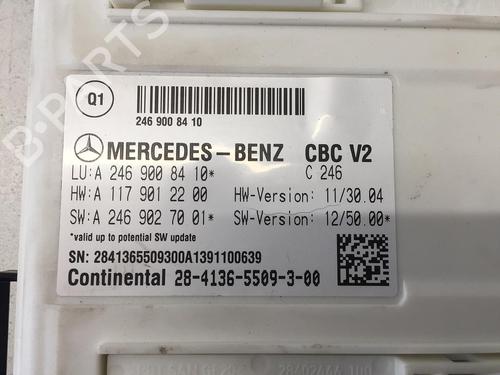 Q1
246 900 84 10
MERCEDES-BENZ CBC V2
LU:A 246 900 84 10* C 246
HW:A 117 901 22 00 HW-Version: 11/30.04
SW:A 246 902 70 01* SW-Version: 12/50.00*
*valid up to potential SW update
SN: 2841365509300A1391100639
Continental 28-4136-5509-3-00
B-PARTS